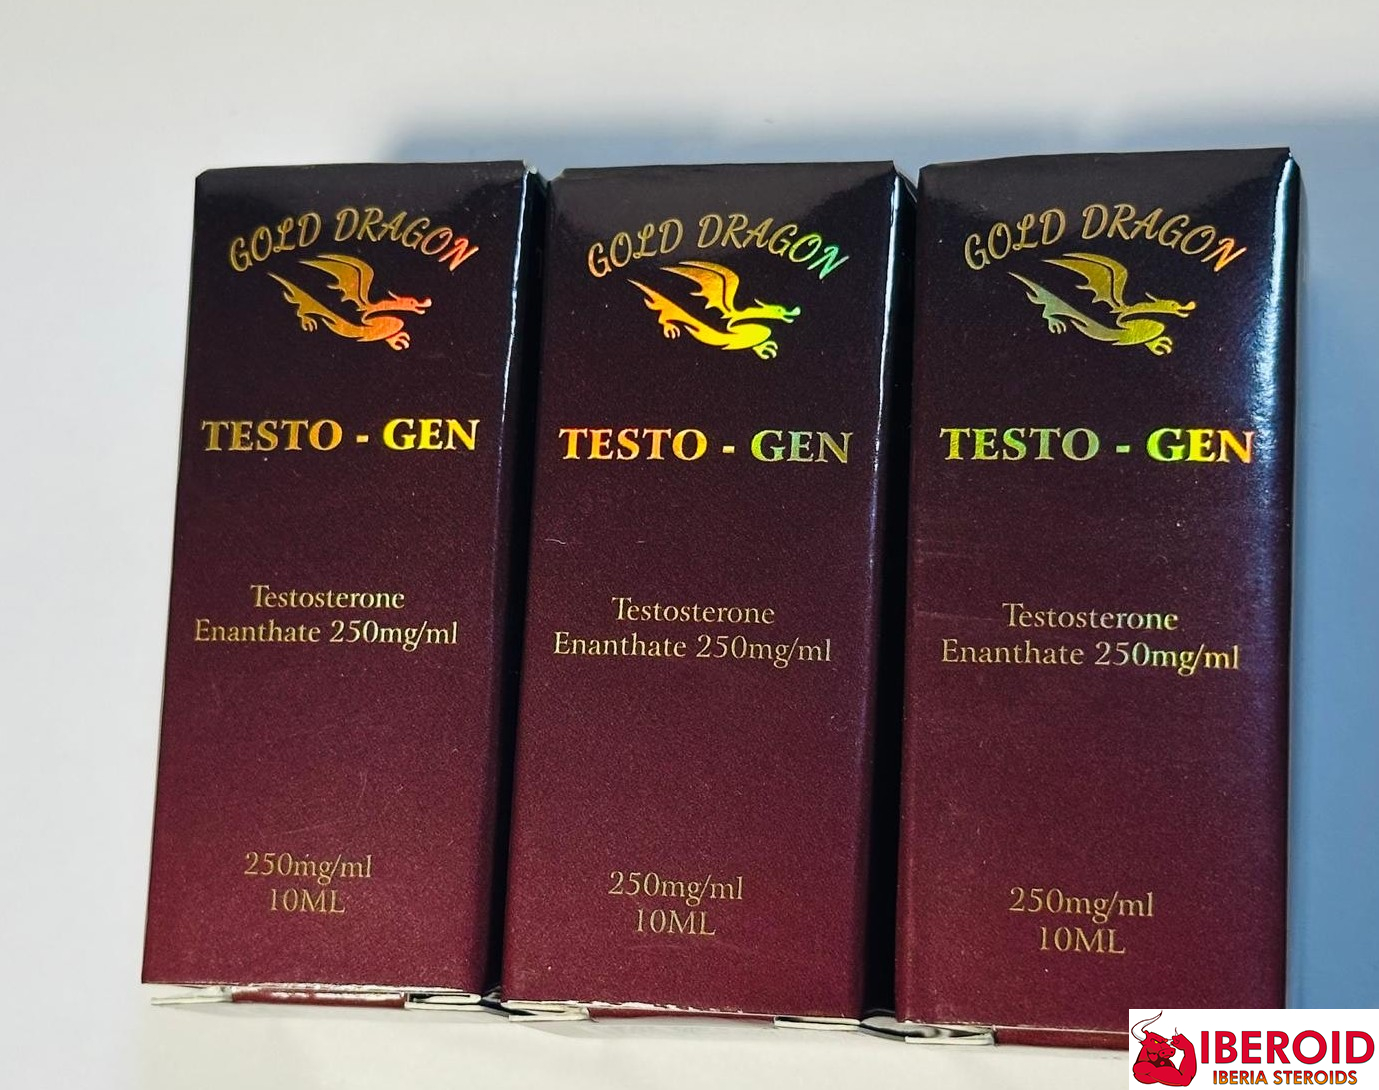 GOLD DRAGON
TESTO - GEN
Testosterone
Enanthate 250mg/ml
250mg/ml
10ML
GOLD DRAGON
TESTO - GEN
Testosterone
Enanthate 250mg/ml
250mg/ml
10ML
GOLD DRAGON
TESTO - GEN
Testosterone
Enanthate 250mg/ml
250mg/ml
10ML
IBEROID
IBERIA STEROIDS